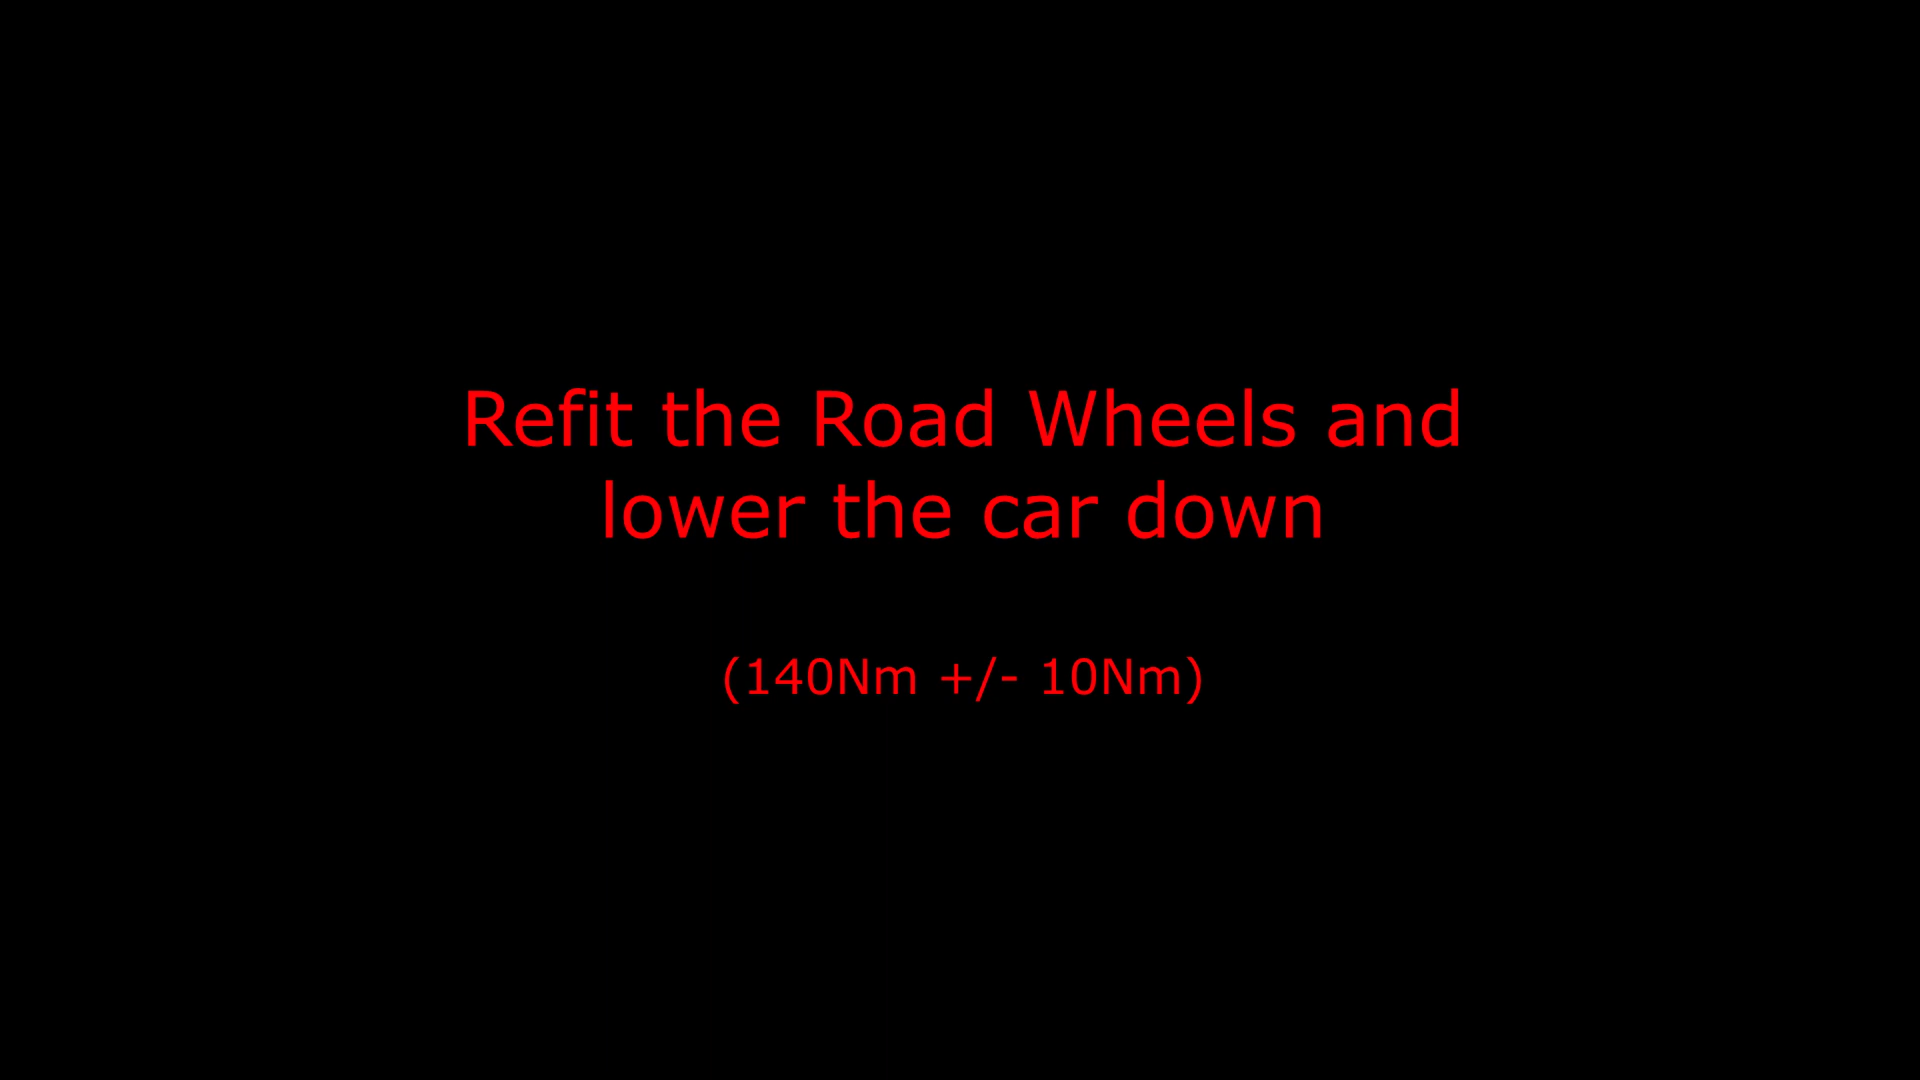 Refit the Road Wheels and
lower the car down
(140Nm +/- 10Nm)